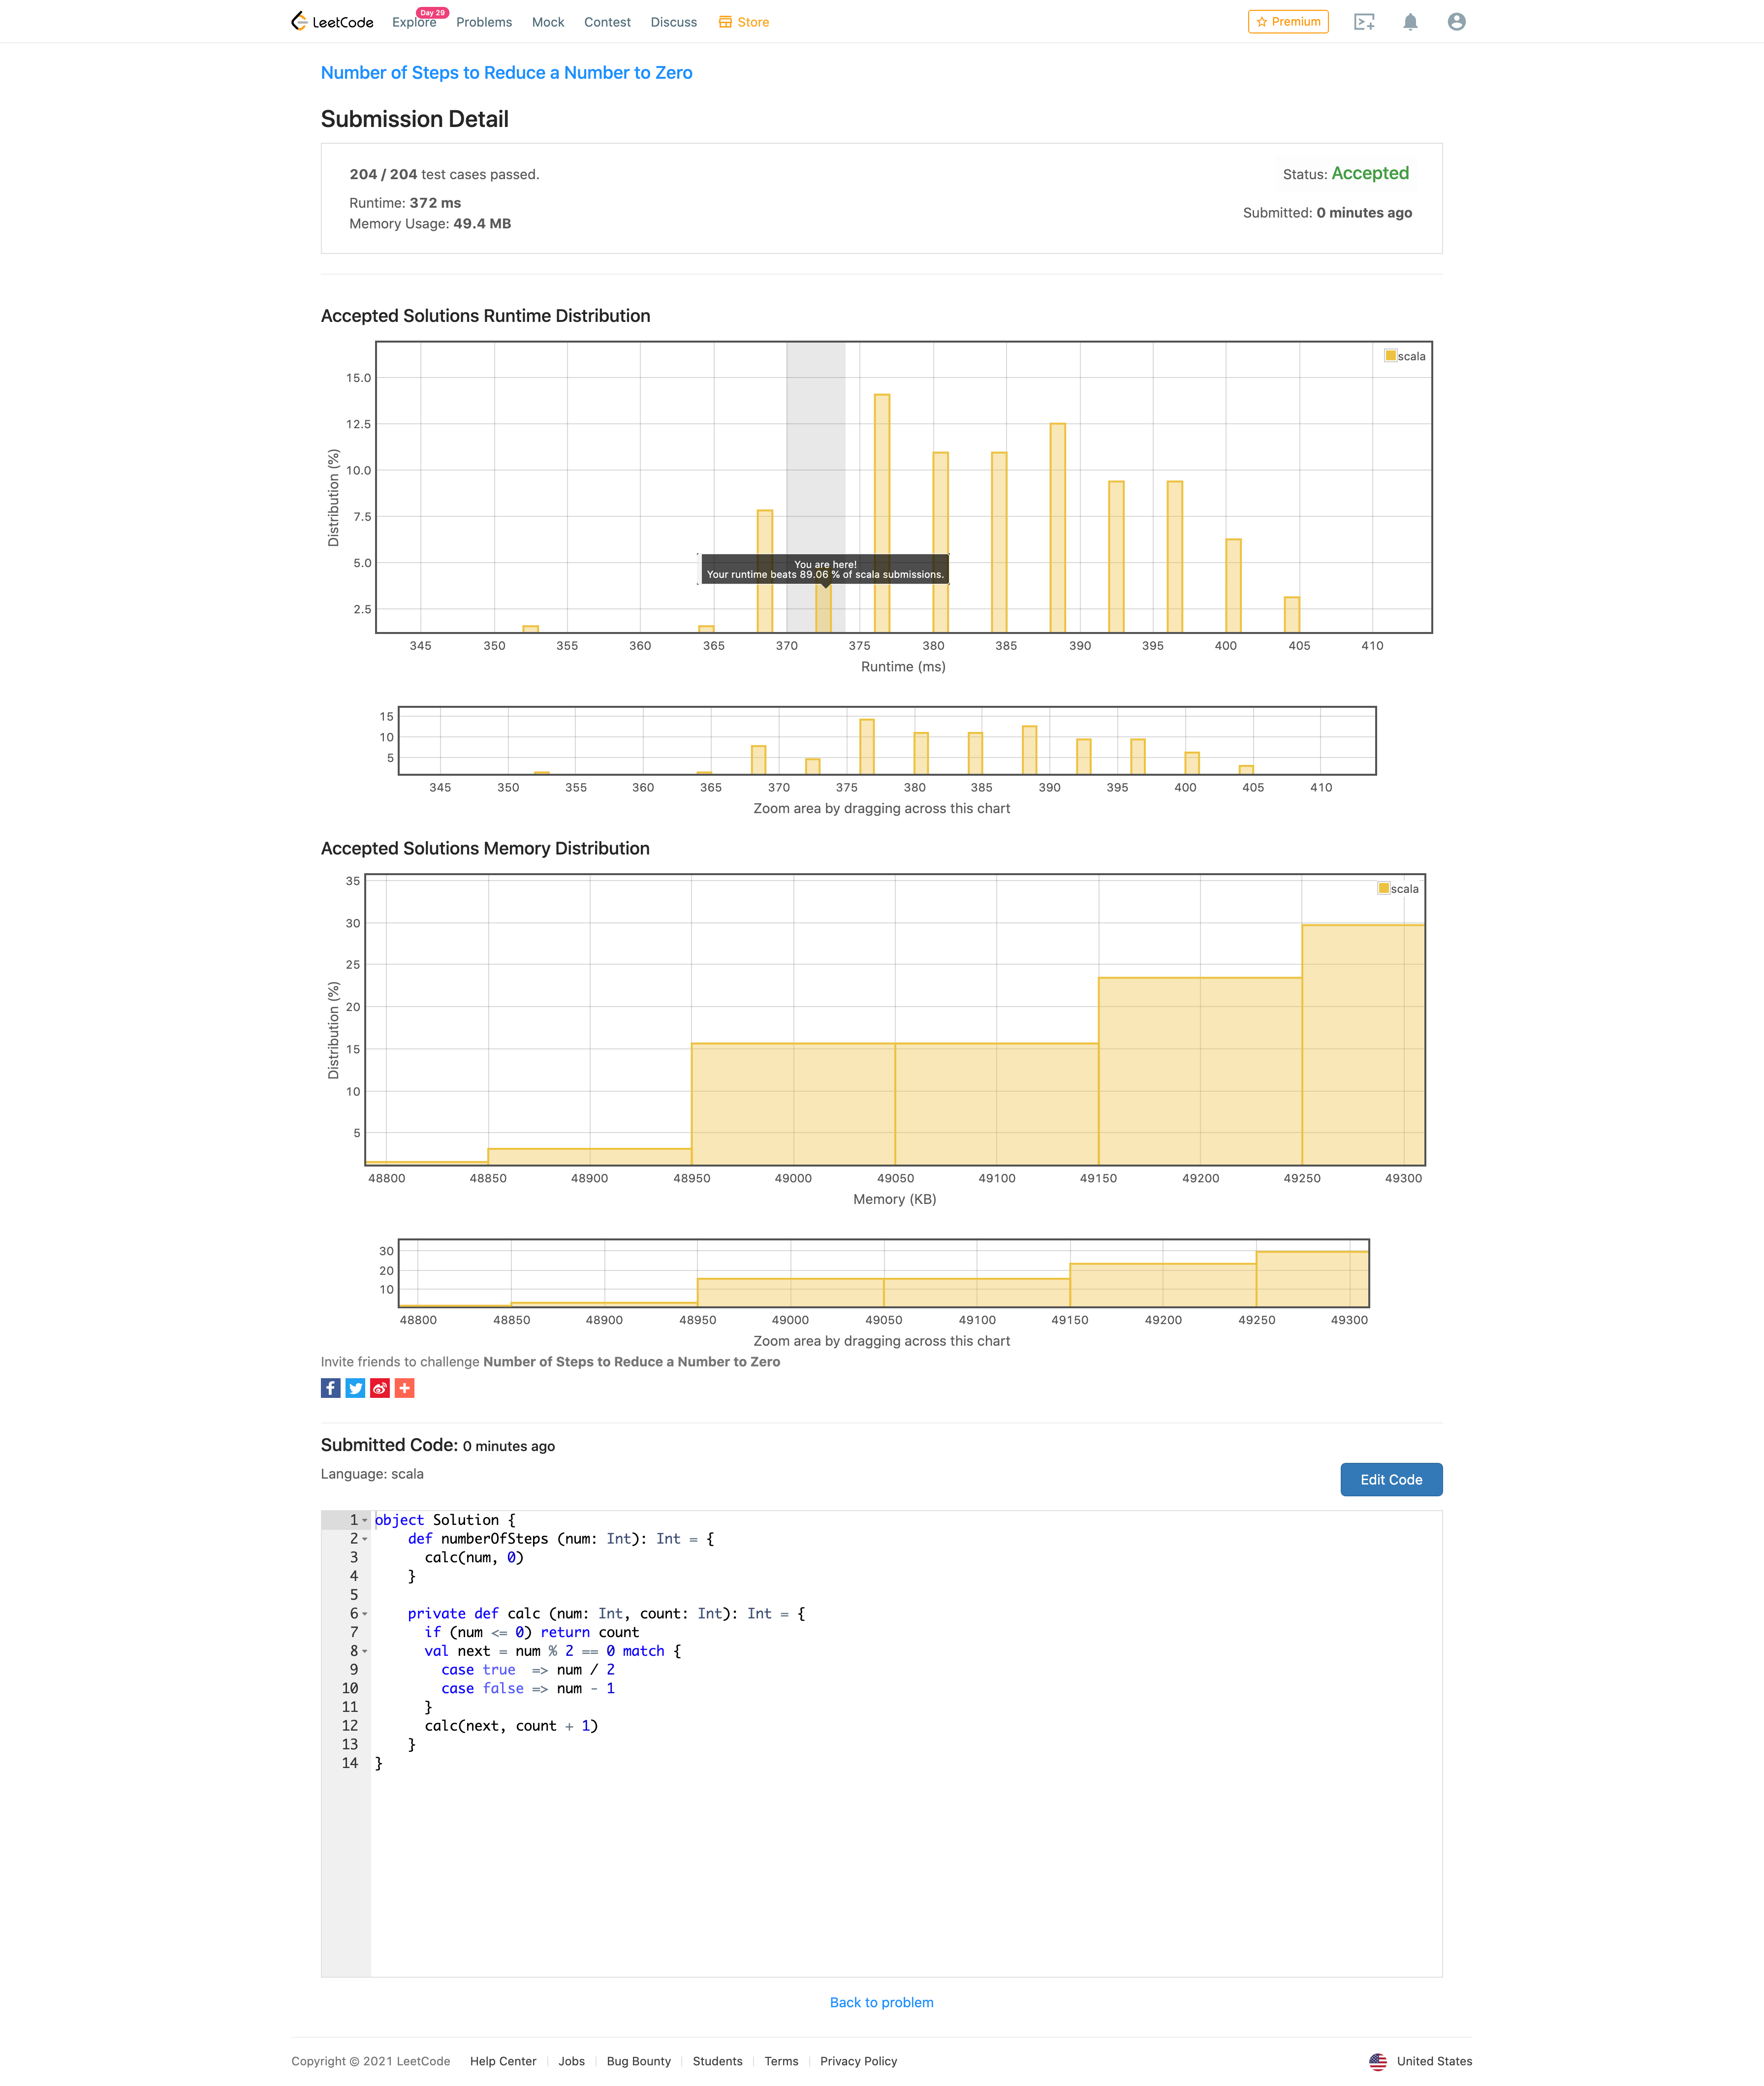 LeetCode Explore Day 29 Problems Mock Contest Discuss Store Premium
Number of Steps to Reduce a Number to Zero
Submission Detail
204 / 204 test cases passed.
Status: Accepted
Runtime: 372 ms
Submitted: 0 minutes ago
Memory Usage: 49.4 MB
Accepted Solutions Runtime Distribution
scala
15.0
12.5
10.0
7.5
5.0
2.5
Distribution (%)
You are here!
Your runtime beats 89.06 % of scala submissions.
345 350 355 360 365 370 375 380 385 390 395 400 405 410
Runtime (ms)
15
10
5
345 350 355 360 365 370 375 380 385 390 395 400 405 410
Zoom area by dragging across this chart
Accepted Solutions Memory Distribution
scala
35
30
25
20
15
10
5
Distribution (%)
48800 48850 48900 48950 49000 49050 49100 49150 49200 49250 49300
Memory (KB)
30
20
10
48800 48850 48900 48950 49000 49050 49100 49150 49200 49250 49300
Zoom area by dragging across this chart
Invite friends to challenge Number of Steps to Reduce a Number to Zero
Submitted Code: 0 minutes ago
Language: scala
Edit Code
1 object Solution {
2     def numberOfSteps (num: Int): Int = {
3       calc(num, 0)
4     }
5
6     private def calc (num: Int, count: Int): Int = {
7       if (num <= 0) return count
8       val next = num % 2 == 0 match {
9         case true  => num / 2
10         case false => num - 1
11       }
12       calc(next, count + 1)
13     }
14 }
Back to problem
Copyright © 2021 LeetCode Help Center Jobs Bug Bounty Students Terms Privacy Policy United States